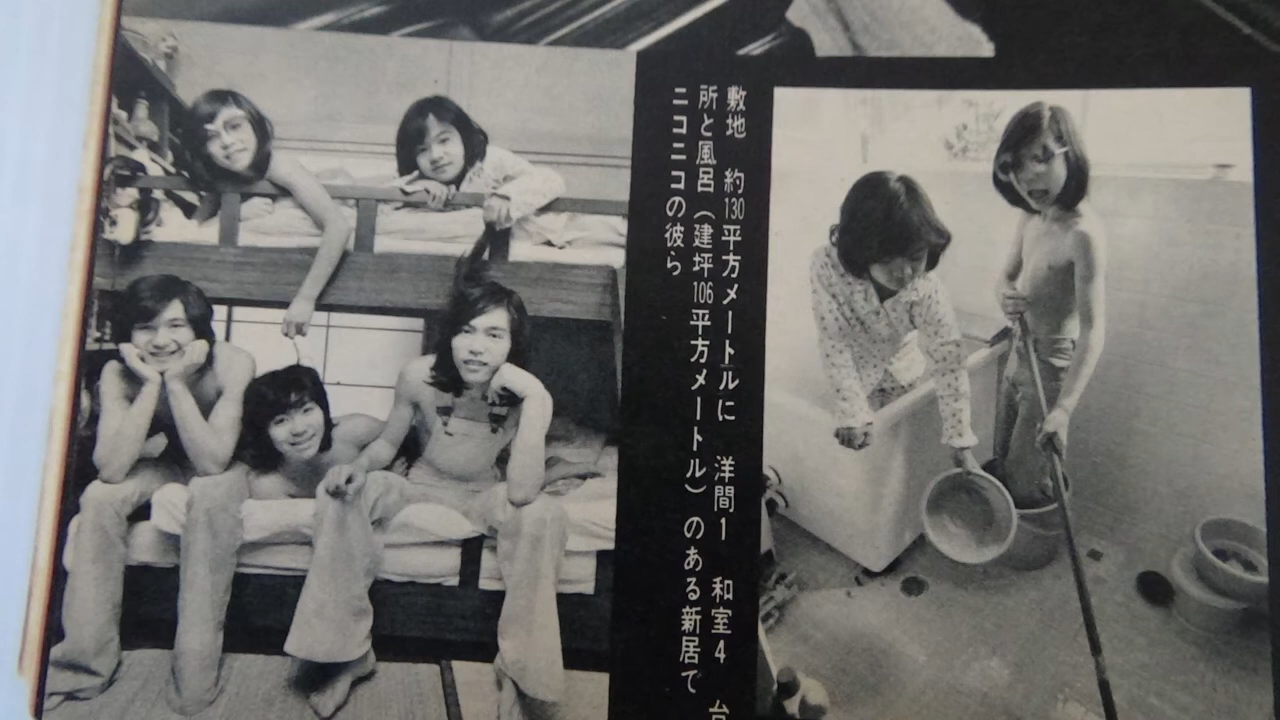 敷地　約130平方メートルに　洋間1　和室4　台
所と風呂（建坪106平方メートル）のある新居で
ニコニコの彼ら